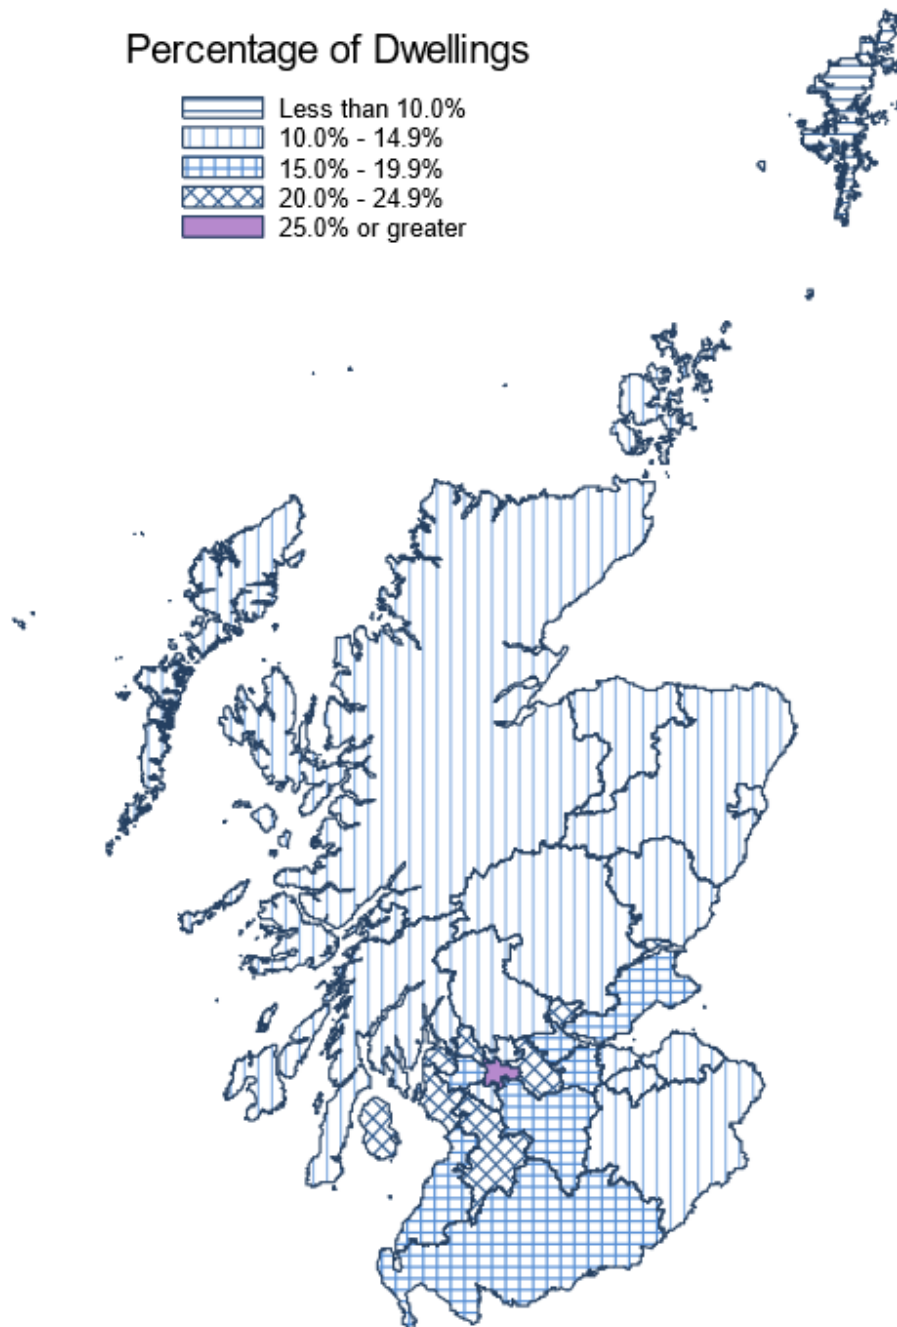 Percentage of Dwellings
Less than 10.0%
10.0% - 14.9%
15.0% - 19.9%
20.0% - 24.9%
25.0% or greater